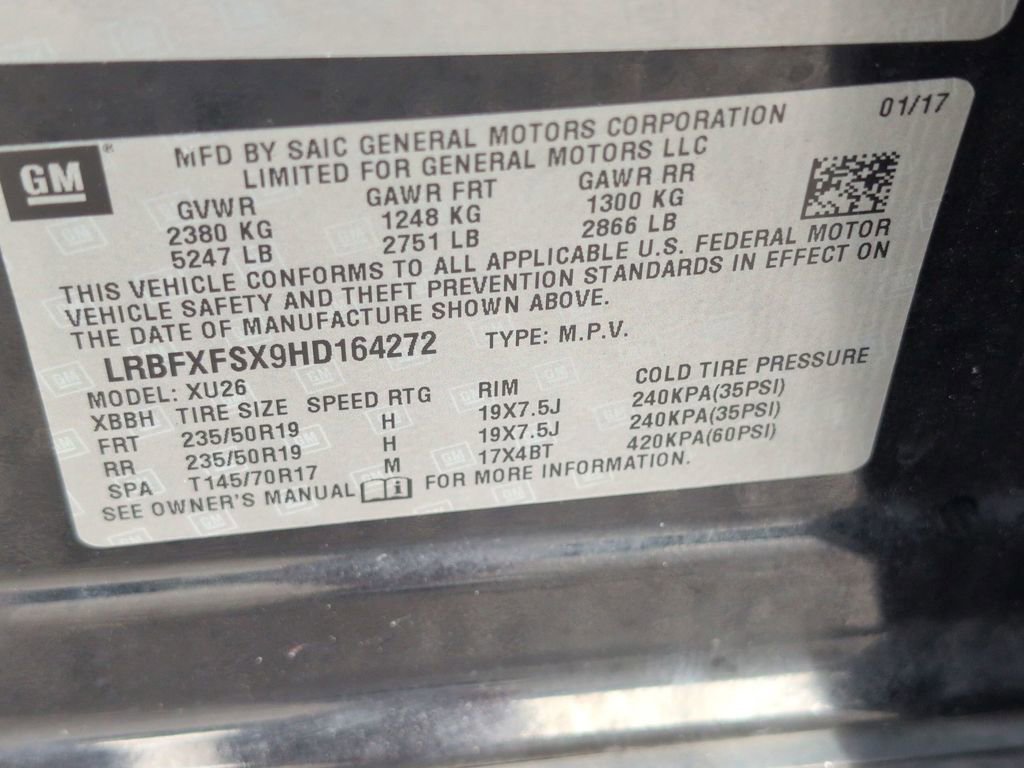 01/17
GM
MFD BY SAIC GENERAL MOTORS CORPORATION
LIMITED FOR GENERAL MOTORS LLC
GVWR GAWR FRT GAWR RR
2380 KG 1248 KG 1300 KG
5247 LB 2751 LB 2866 LB
THIS VEHICLE CONFORMS TO ALL APPLICABLE U.S. FEDERAL MOTOR
VEHICLE SAFETY AND THEFT PREVENTION STANDARDS IN EFFECT ON
THE DATE OF MANUFACTURE SHOWN ABOVE.
LRBFXFSX9HD164272 TYPE: M.P.V.
MODEL: XU26
XBBH TIRE SIZE SPEED RTG RIM COLD TIRE PRESSURE
FRT 235/50R19 H 19X7.5J 240KPA(35PSI)
RR 235/50R19 H 19X7.5J 240KPA(35PSI)
SPA T145/70R17 M 17X4BT 420KPA(60PSI)
SEE OWNER'S MANUAL i FOR MORE INFORMATION.